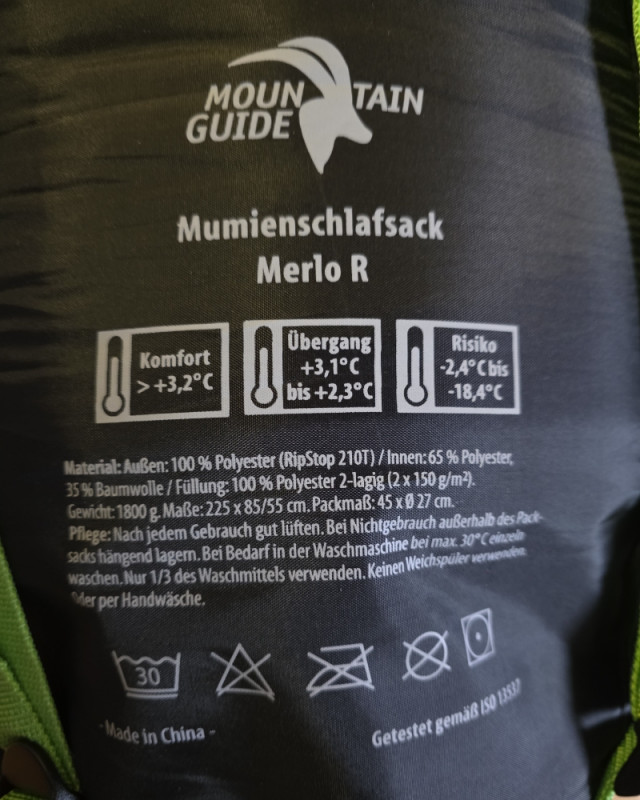 MOUNTAIN
GUIDE
Mumienschlafsack
Merlo R
Komfort
> +3,2°C
Übergang
+3,1°C
bis +2,3°C
Risiko
-2,4°C bis
-18,4°C
Material: Außen: 100 % Polyester (RipStop 210T) / Innen: 65 % Polyester,
35 % Baumwolle / Füllung: 100 % Polyester 2-lagig (2 x 150 g/m²).
Gewicht: 1800 g. Maße: 225 x 85/55 cm. Packmaß: 45 x Ø 27 cm.
Pflege: Nach jedem Gebrauch gut lüften. Bei Nichtgebrauch außerhalb des Pack-
sacks hängend lagern. Bei Bedarf in der Waschmaschine bei max. 30°C einzeln
waschen. Nur 1/3 des Waschmittels verwenden. Keinen Weichspüler verwenden.
Oder per Handwäsche.
30
- Made in China -
Getestet gemäß ISO 13537